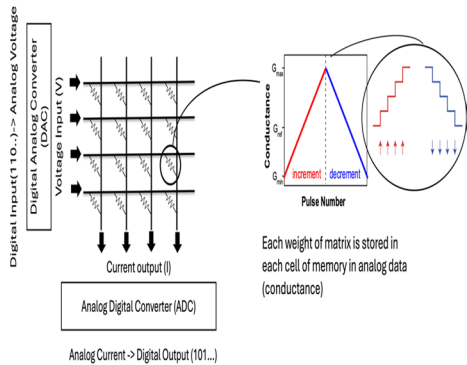 Digital Input(110..)-> Analog Voltage
Digital Analog Converter
(DAC)
Voltage Input (V)
Current output (I)
Analog Digital Converter (ADC)
Analog Current -> Digital Output (101...)
Conductance
Gmax
Gref
Gmin
increment
decrement
Pulse Number
Each weight of matrix is stored in
each cell of memory in analog data
(conductance)